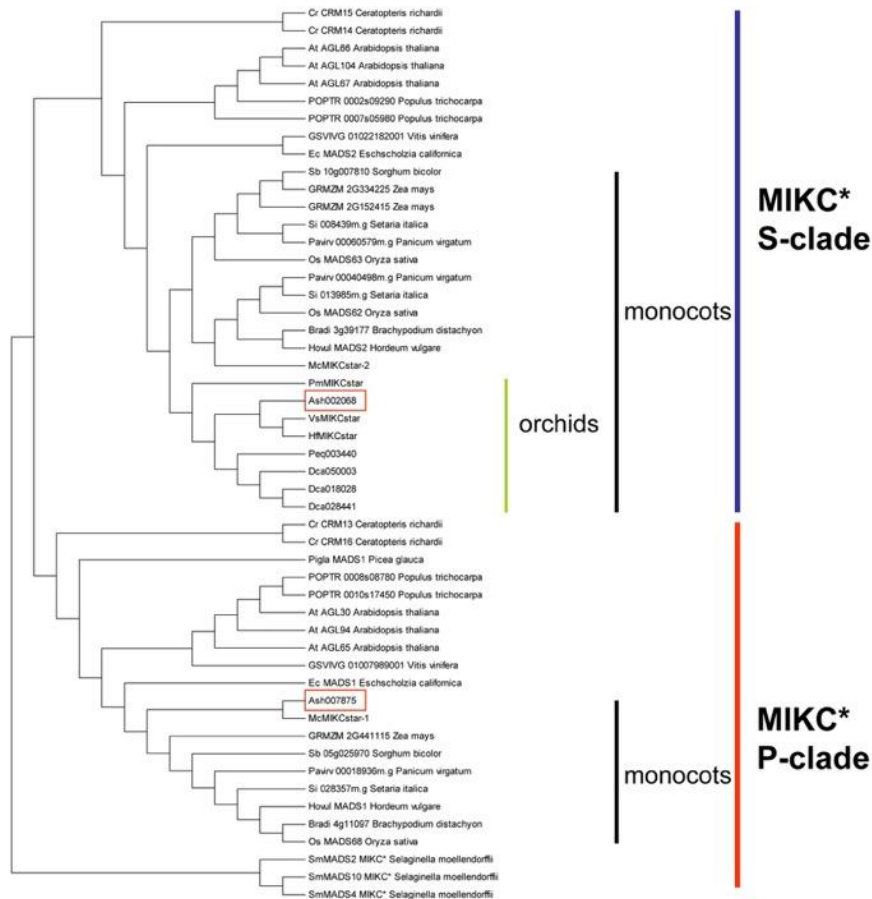 Cr CRM15 Ceratopteris richardii
Cr CRM14 Ceratopteris richardii
At AGL66 Arabidopsis thaliana
At AGL104 Arabidopsis thaliana
At AGL67 Arabidopsis thaliana
POPTR 0002s09290 Populus trichocarpa
POPTR 0007s05980 Populus trichocarpa
GSVIVG 01022182001 Vitis vinifera
Ec MADS2 Eschscholzia californica
Sb 10g007810 Sorghum bicolor
GRMZM 2G334225 Zea mays
GRMZM 2G152415 Zea mays
Si 008439m.g Setaria italica
Pavirv 00060579m.g Panicum virgatum
Os MADS63 Oryza sativa
Pavirv 00040498m.g Panicum virgatum
Si 013985m.g Setaria italica
Os MADS62 Oryza sativa
Bradi 3g39177 Brachypodium distachyon
Hovul MADS2 Hordeum vulgare
McMIKCstar-2
PmMIKCstar
Ash002068
VsMIKCstar
HfMIKCstar
Peq003440
Dca050003
Dca018028
Dca028441
orchids
monocots
MIKC*
S-clade
Cr CRM13 Ceratopteris richardii
Cr CRM16 Ceratopteris richardii
Pigla MADS1 Picea glauca
POPTR 0008s08780 Populus trichocarpa
POPTR 0010s17450 Populus trichocarpa
At AGL30 Arabidopsis thaliana
At AGL94 Arabidopsis thaliana
At AGL65 Arabidopsis thaliana
GSVIVG 01007989001 Vitis vinifera
Ec MADS1 Eschscholzia californica
Ash007875
McMIKCstar-1
GRMZM 2G441115 Zea mays
Sb 05g025970 Sorghum bicolor
Pavirv 00018936m.g Panicum virgatum
Si 028357m.g Setaria italica
Hovul MADS1 Hordeum vulgare
Bradi 4g11097 Brachypodium distachyon
Os MADS68 Oryza sativa
monocots
MIKC*
P-clade
SmMADS2 MIKC* Selaginella moellendorffii
SmMADS10 MIKC* Selaginella moellendorffii
SmMADS4 MIKC* Selaginella moellendorffii